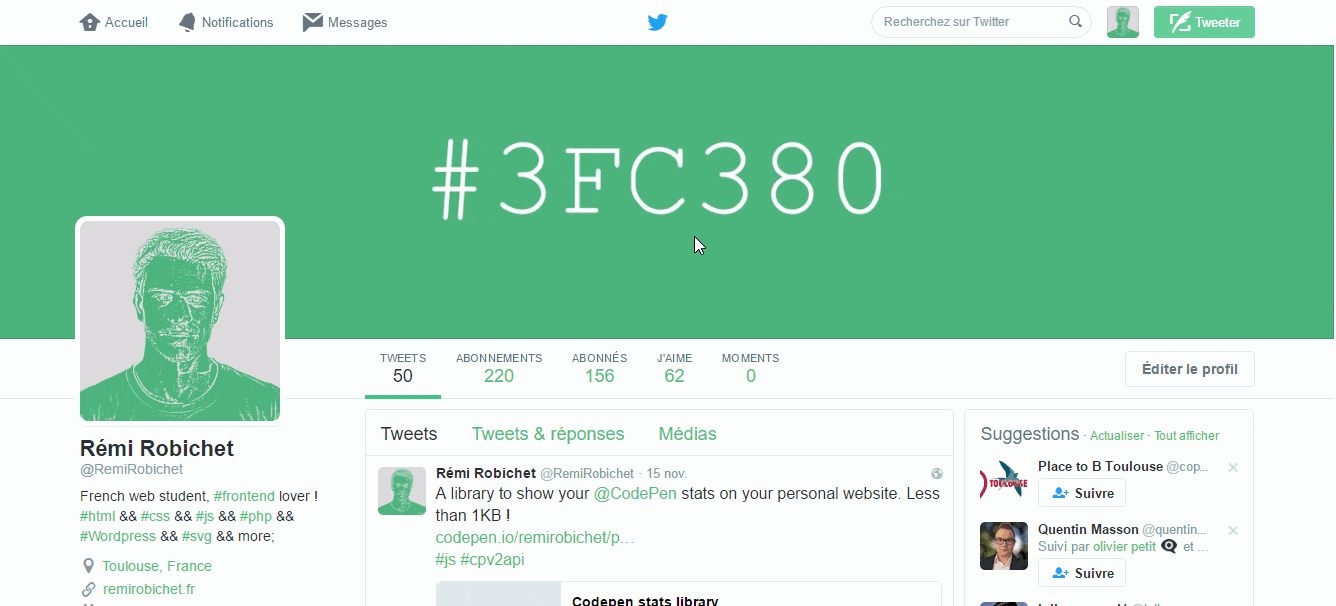 Accueil
Notifications
Messages
Recherchez sur Twitter
Tweeter
#3FC380
TWEETS
50
ABONNEMENTS
220
ABONNÉS
156
J'AIME
62
MOMENTS
0
Éditer le profil
Rémi Robichet
@RemiRobichet
French web student, #frontend lover !
#html && #css && #js && #php &&
#Wordpress && #svg && more;
Toulouse, France
remirobichet.fr
Tweets
Tweets & réponses
Médias
Rémi Robichet @RemiRobichet · 15 nov.
A library to show your @CodePen stats on your personal website. Less
than 1KB !
codepen.io/remirobichet/p…
#js #cpv2api
Codepen stats library
Suggestions · Actualiser · Tout afficher
TOULOUSE
Place to B Toulouse @cop...
Suivre
Quentin Masson @quentin...
Suivi par olivier petit et ...
Suivre